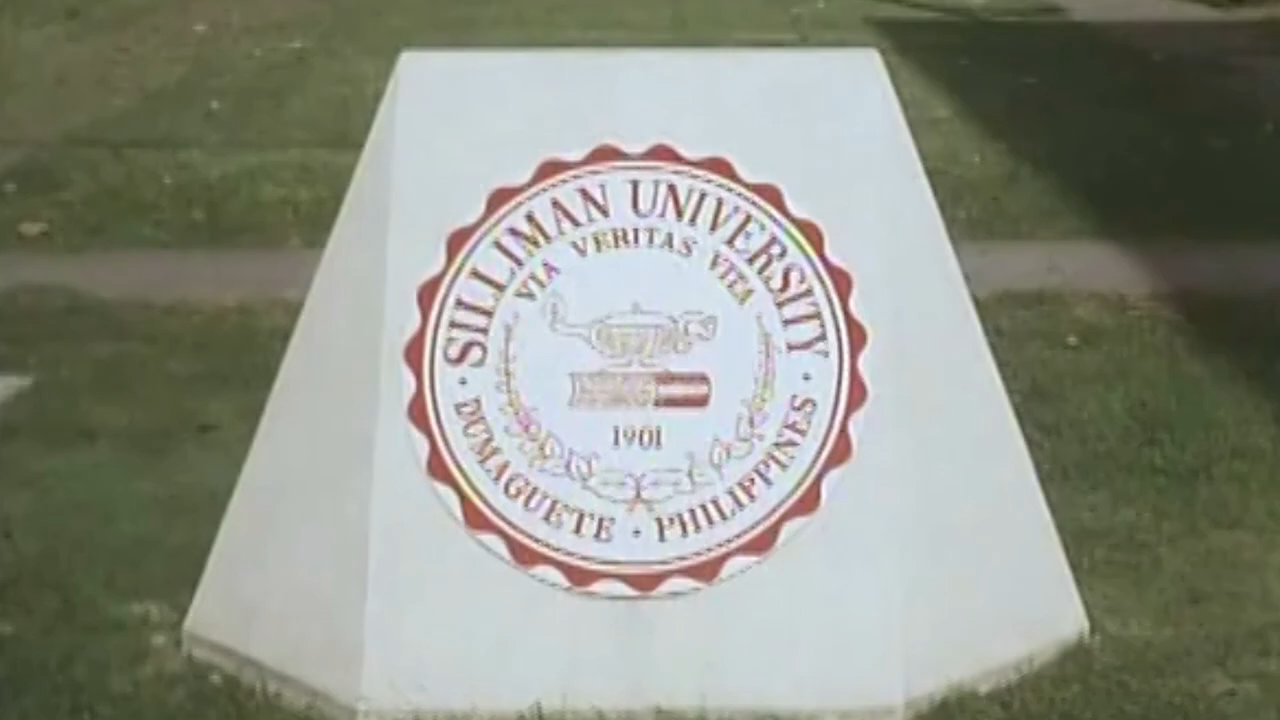 SILLIMAN UNIVERSITY
VIA VERITAS VITA
1901
· DUMAGUETE · PHILIPPINES ·